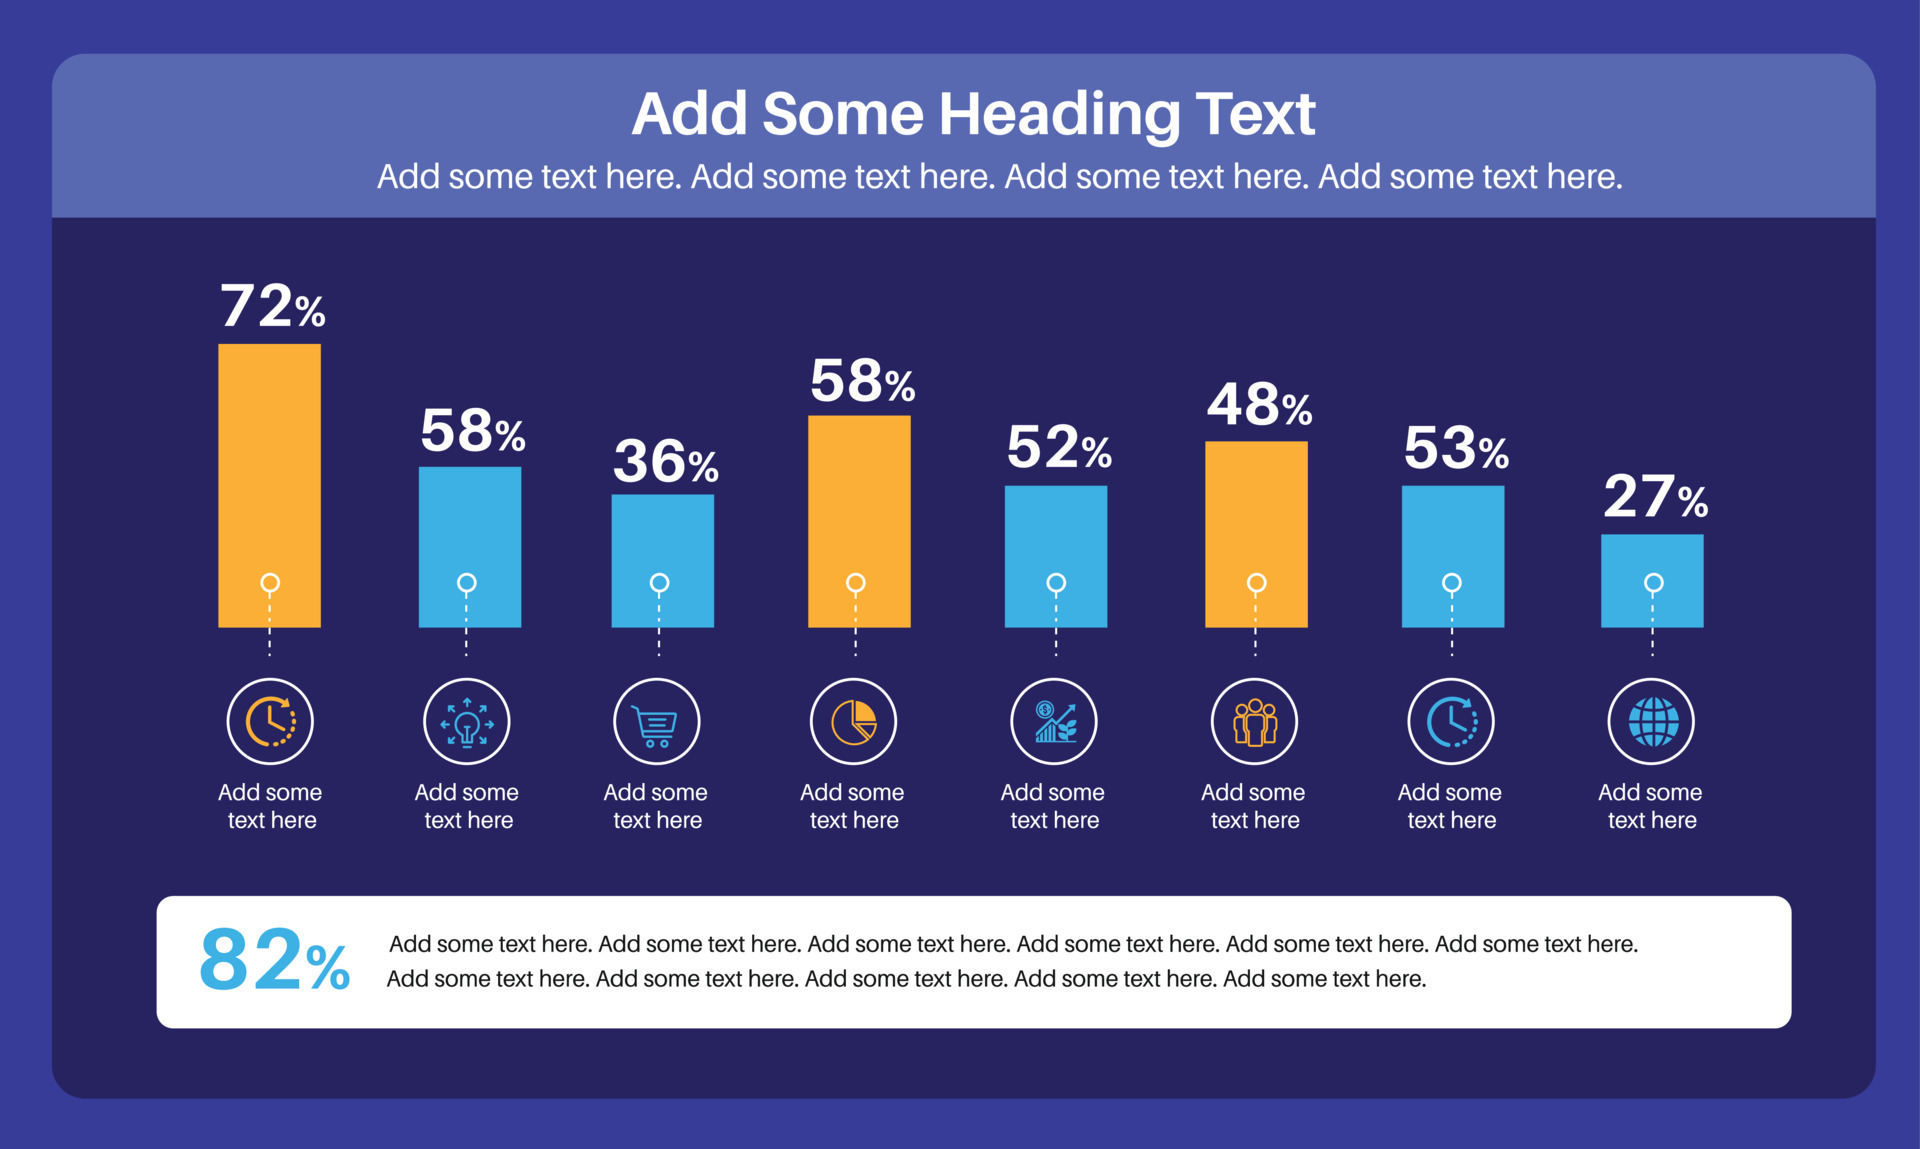 Add Some Heading Text
Add some text here. Add some text here. Add some text here. Add some text here.
72%
58%
36%
58%
52%
48%
53%
27%
Add some
text here
Add some
text here
Add some
text here
Add some
text here
Add some
text here
Add some
text here
Add some
text here
Add some
text here
82%
Add some text here. Add some text here. Add some text here. Add some text here. Add some text here. Add some text here.
Add some text here. Add some text here. Add some text here. Add some text here. Add some text here.